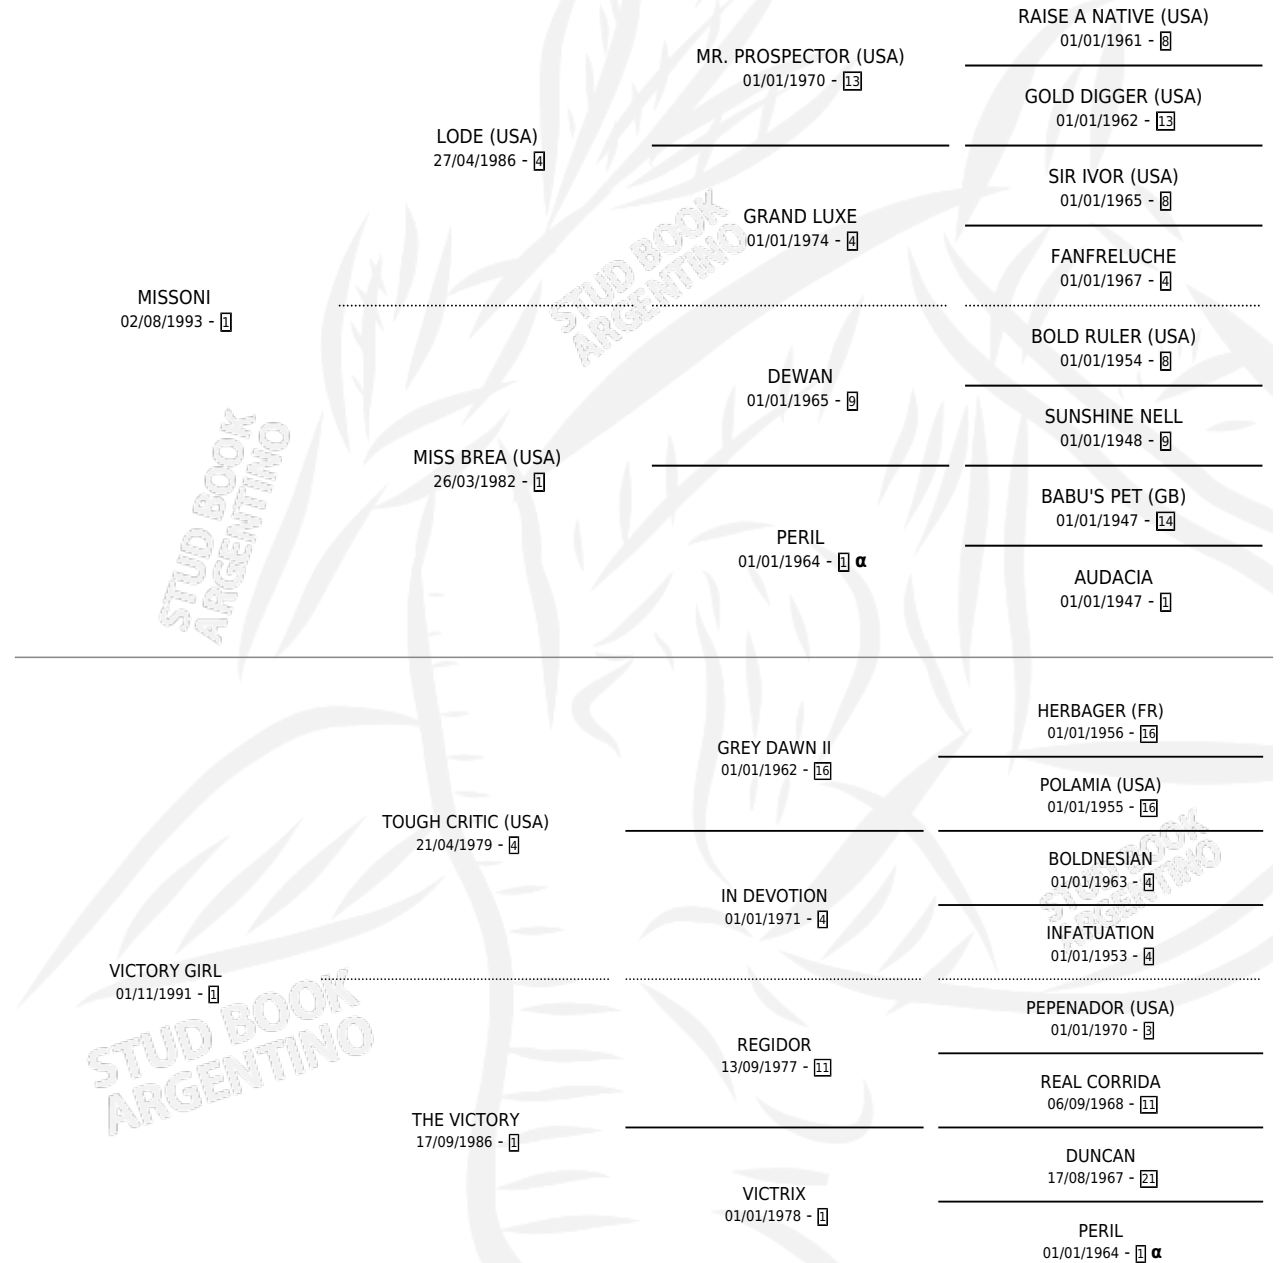 RAISE A NATIVE (USA)
01/01/1961 - 8
MR. PROSPECTOR (USA)
01/01/1970 - 13
GOLD DIGGER (USA)
01/01/1962 - 13
LODE (USA)
27/04/1986 - 4
SIR IVOR (USA)
01/01/1965 - 8
GRAND LUXE
01/01/1974 - 4
FANFRELUCHE
01/01/1967 - 4
MISSONI
02/08/1993 - 1
BOLD RULER (USA)
01/01/1954 - 8
DEWAN
01/01/1965 - 9
SUNSHINE NELL
01/01/1948 - 9
MISS BREA (USA)
26/03/1982 - 1
BABU'S PET (GB)
01/01/1947 - 14
PERIL
01/01/1964 - 1 α
AUDACIA
01/01/1947 - 1
HERBAGER (FR)
01/01/1956 - 16
GREY DAWN II
01/01/1962 - 16
POLAMIA (USA)
01/01/1955 - 16
TOUGH CRITIC (USA)
21/04/1979 - 4
BOLDNESIAN
01/01/1963 - 4
IN DEVOTION
01/01/1971 - 4
INFATUATION
01/01/1953 - 4
VICTORY GIRL
01/11/1991 - 1
PEPENADOR (USA)
01/01/1970 - 3
REGIDOR
13/09/1977 - 11
REAL CORRIDA
06/09/1968 - 11
THE VICTORY
17/09/1986 - 1
DUNCAN
17/08/1967 - 21
VICTRIX
01/01/1978 - 1
PERIL
01/01/1964 - 1 α
STUD BOOK
ARGENTINO
STUD BOOK
ARGENTINO
STUD BOOK
ARGENTINO
STUD BOOK
ARGENTINO